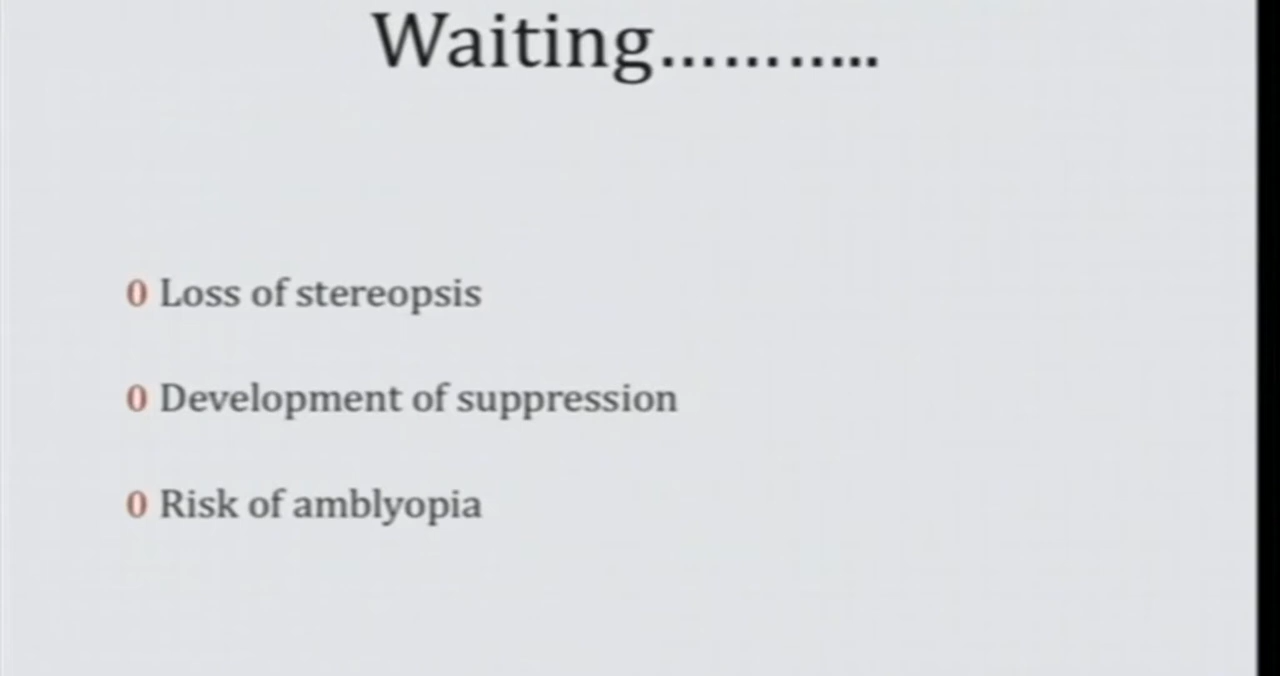 Waiting………..
0 Loss of stereopsis
0 Development of suppression
0 Risk of amblyopia